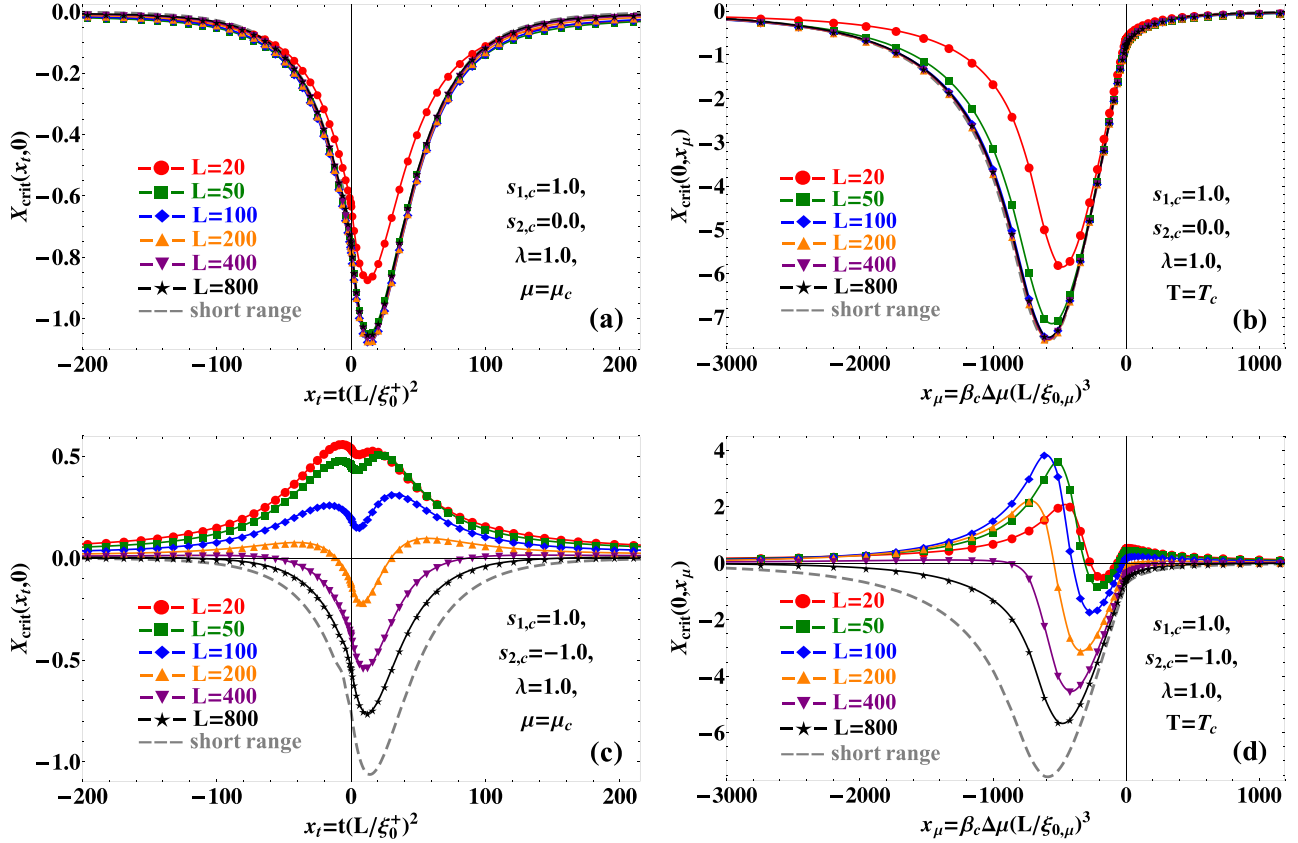 0.0
−0.2
−0.4
−0.6
−0.8
−1.0
X_crit(x_t,0)
L=20
L=50
L=100
L=200
L=400
L=800
short range
s_{1,c}=1.0,
s_{2,c}=0.0,
λ=1.0,
μ=μ_c
(a)
−200 −100 0 100 200
x_t=t(L/ξ_0^+)^2
0
−1
−2
−3
−4
−5
−6
−7
X_crit(0,x_μ)
L=20
L=50
L=100
L=200
L=400
L=800
short range
s_{1,c}=1.0,
s_{2,c}=0.0,
λ=1.0,
T=T_c
(b)
−3000 −2000 −1000 0 1000
x_μ=β_cΔμ(L/ξ_{0,μ})^3
0.5
0.0
−0.5
−1.0
X_crit(x_t,0)
L=20
L=50
L=100
L=200
L=400
L=800
short range
s_{1,c}=1.0,
s_{2,c}=−1.0,
λ=1.0,
μ=μ_c
(c)
−200 −100 0 100 200
x_t=t(L/ξ_0^+)^2
4
2
0
−2
−4
−6
X_crit(0,x_μ)
L=20
L=50
L=100
L=200
L=400
L=800
short range
s_{1,c}=1.0,
s_{2,c}=−1.0,
λ=1.0,
T=T_c
(d)
−3000 −2000 −1000 0 1000
x_μ=β_cΔμ(L/ξ_{0,μ})^3